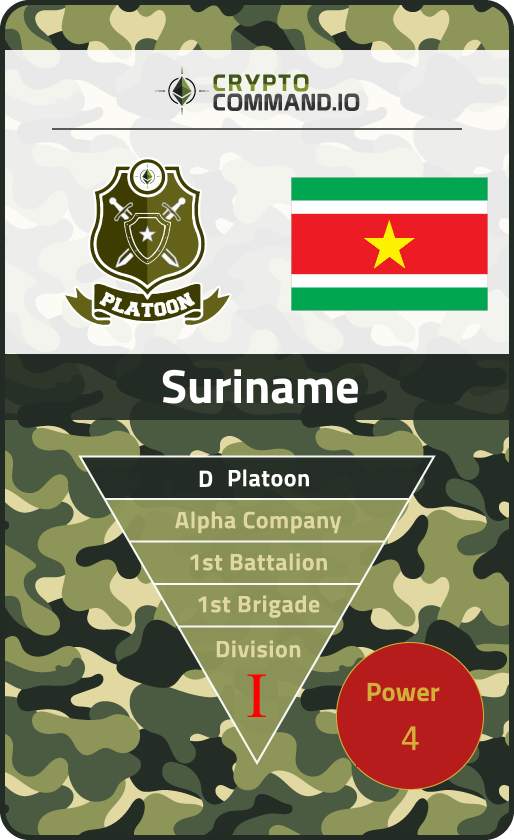 CRYPTO
COMMAND.IO
PLATOON
Suriname
D Platoon
Alpha Company
1st Battalion
1st Brigade
Division
I
Power
4